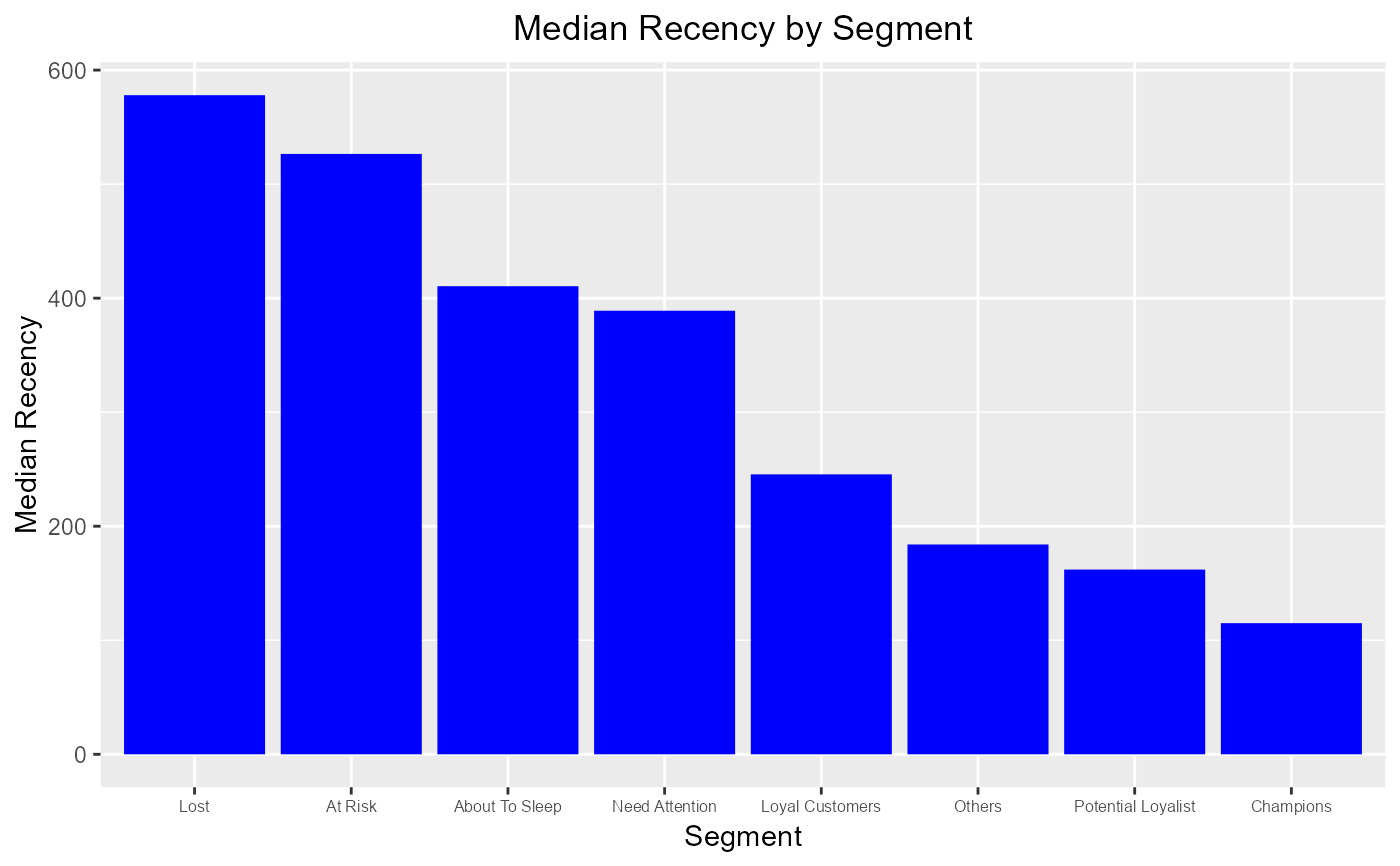 Median Recency by Segment
600
400
200
0
Median Recency
Lost
At Risk
About To Sleep
Need Attention
Loyal Customers
Others
Potential Loyalist
Champions
Segment